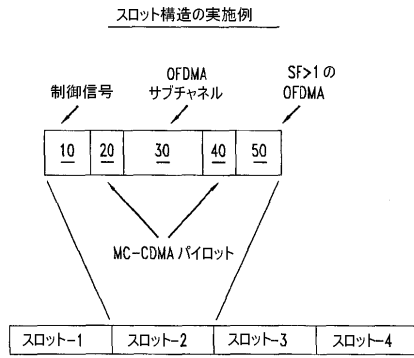 スロット構造の実施例
制御信号
OFDMA
サブチャネル
SF>1の
OFDMA
10 20 30 40 50
MC-CDMA パイロット
スロット-1 スロット-2 スロット-3 スロット-4